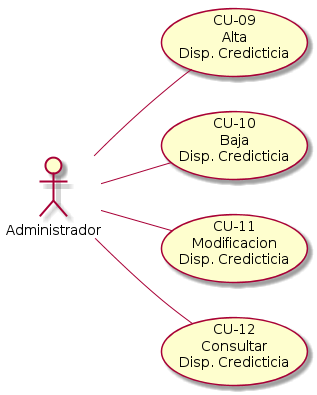 CU-09
Alta
Disp. Credicticia
CU-10
Baja
Disp. Credicticia
Administrador
CU-11
Modificacion
Disp. Credicticia
CU-12
Consultar
Disp. Credicticia